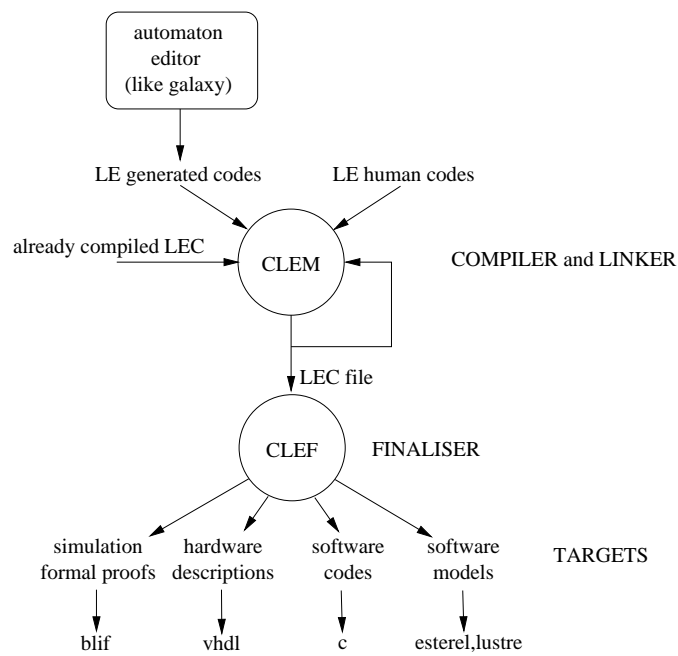 automaton
editor
(like galaxy)
LE generated codes
LE human codes
already compiled LEC
CLEM
COMPILER and LINKER
LEC file
CLEF
FINALISER
simulation
formal proofs
hardware
descriptions
software
codes
software
models
TARGETS
blif
vhdl
c
esterel,lustre